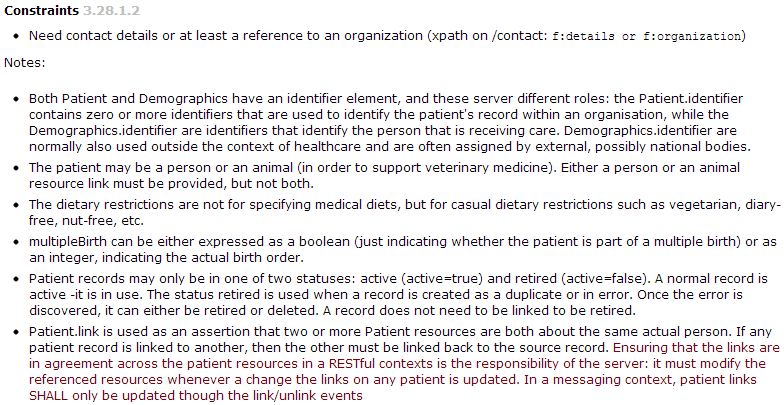 Constraints 3.28.1.2
• Need contact details or at least a reference to an organization (xpath on /contact: f:details or f:organization)
Notes:
• Both Patient and Demographics have an identifier element, and these server different roles: the Patient.identifier
contains zero or more identifiers that are used to identify the patient's record within an organisation, while the
Demographics.identifier are identifiers that identify the person that is receiving care. Demographics.identifier are
normally also used outside the context of healthcare and are often assigned by external, possibly national bodies.
• The patient may be a person or an animal (in order to support veterinary medicine). Either a person or an animal
resource link must be provided, but not both.
• The dietary restrictions are not for specifying medical diets, but for casual dietary restrictions such as vegetarian, diary-
free, nut-free, etc.
• multipleBirth can be either expressed as a boolean (just indicating whether the patient is part of a multiple birth) or as
an integer, indicating the actual birth order.
• Patient records may only be in one of two statuses: active (active=true) and retired (active=false). A normal record is
active -it is in use. The status retired is used when a record is created as a duplicate or in error. Once the error is
discovered, it can either be retired or deleted. A record does not need to be linked to be retired.
• Patient.link is used as an assertion that two or more Patient resources are both about the same actual person. If any
patient record is linked to another, then the other must be linked back to the source record. Ensuring that the links are
in agreement across the patient resources in a RESTful contexts is the responsibility of the server: it must modify the
referenced resources whenever a change the links on any patient is updated. In a messaging context, patient links
SHALL only be updated though the link/unlink events